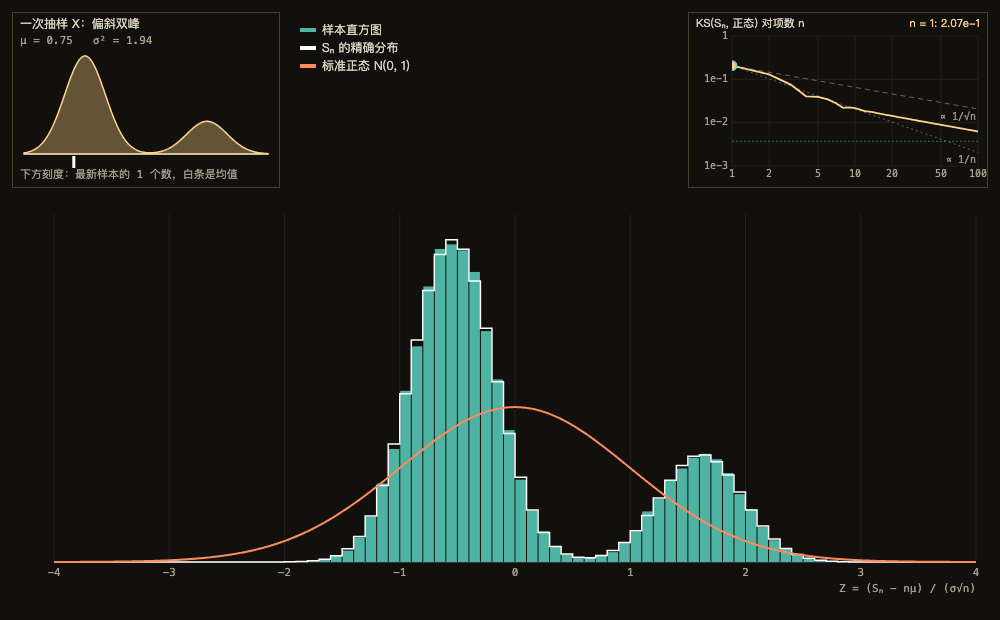 一次抽样 X：偏斜双峰
μ = 0.75 σ² = 1.94
下方刻度：最新样本的 1 个数，白条是均值
样本直方图
Sₙ 的精确分布
标准正态 N(0, 1)
KS(Sₙ, 正态) 对项数 n n = 1: 2.07e−1
1
1e−1
1e−2
1e−3
∝ 1/√n
∝ 1/n
1 2 5 10 20 50 100
−4 −3 −2 −1 0 1 2 3 4
Z = (Sₙ − nμ) / (σ√n)